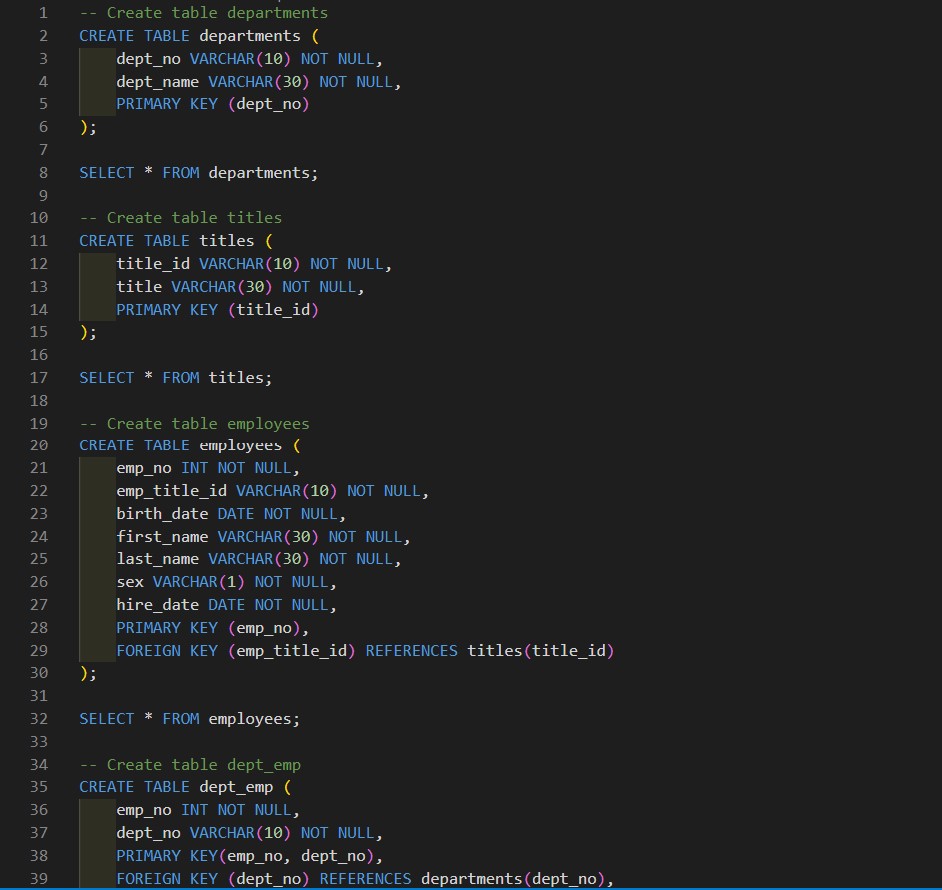 1 -- Create table departments
2 CREATE TABLE departments (
3 dept_no VARCHAR(10) NOT NULL,
4 dept_name VARCHAR(30) NOT NULL,
5 PRIMARY KEY (dept_no)
6 );
7
8 SELECT * FROM departments;
9
10 -- Create table titles
11 CREATE TABLE titles (
12 title_id VARCHAR(10) NOT NULL,
13 title VARCHAR(30) NOT NULL,
14 PRIMARY KEY (title_id)
15 );
16
17 SELECT * FROM titles;
18
19 -- Create table employees
20 CREATE TABLE employees (
21 emp_no INT NOT NULL,
22 emp_title_id VARCHAR(10) NOT NULL,
23 birth_date DATE NOT NULL,
24 first_name VARCHAR(30) NOT NULL,
25 last_name VARCHAR(30) NOT NULL,
26 sex VARCHAR(1) NOT NULL,
27 hire_date DATE NOT NULL,
28 PRIMARY KEY (emp_no),
29 FOREIGN KEY (emp_title_id) REFERENCES titles(title_id)
30 );
31
32 SELECT * FROM employees;
33
34 -- Create table dept_emp
35 CREATE TABLE dept_emp (
36 emp_no INT NOT NULL,
37 dept_no VARCHAR(10) NOT NULL,
38 PRIMARY KEY(emp_no, dept_no),
39 FOREIGN KEY (dept_no) REFERENCES departments(dept_no),